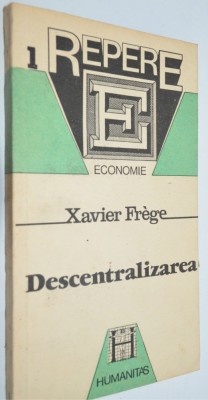 1 REPERE
E
ECONOMIE
Xavier Frège
Descentralizarea
H
HUMANITAS